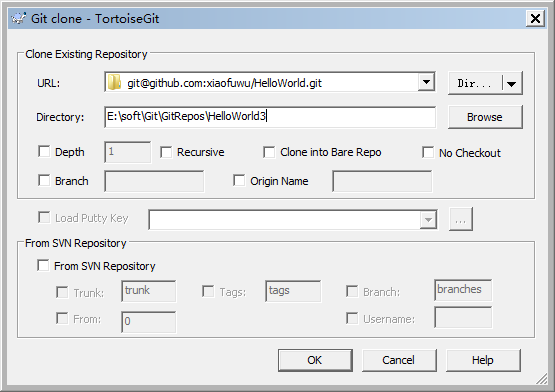 Git clone - TortoiseGit
Clone Existing Repository
URL: git@github.com:xiaofuwu/HelloWorld.git Dir...
Directory: E:\soft\Git\GitRepos\HelloWorld3 Browse
Depth 1 Recursive Clone into Bare Repo No Checkout
Branch Origin Name
Load Putty Key ...
From SVN Repository
From SVN Repository
Trunk: trunk Tags: tags Branch: branches
From: 0 Username:
OK Cancel Help